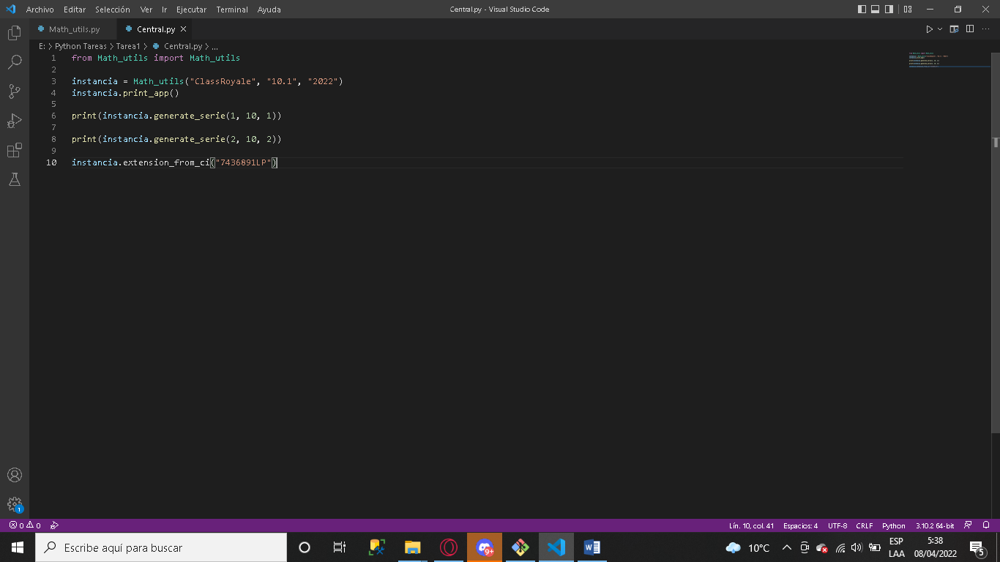 Archivo Editar Selección Ver Ir Ejecutar Terminal Ayuda Central.py - Visual Studio Code
Math_utils.py Central.py
E: > Python Tareas > Tarea1 > Central.py > ...
1 from Math_utils import Math_utils
2
3 instancia = Math_utils("ClassRoyale", "10.1", "2022")
4 instancia.print_app()
5
6 print(instancia.generate_serie(1, 10, 1))
7
8 print(instancia.generate_serie(2, 10, 2))
9
10 instancia.extension_from_ci("7436891LP")
1
0 0 Lín. 10, col. 41 Espacios: 4 UTF-8 CRLF Python 3.10.2 64-bit
Escribe aquí para buscar 9+ 10°C ESP LAA 5:38 08/04/2022 5